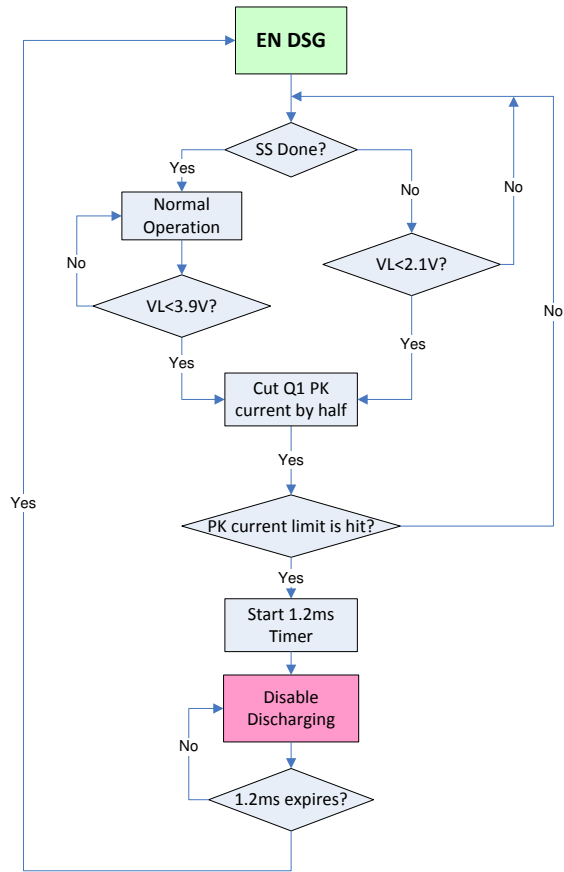 EN DSG
SS Done?
Yes
No
No
Normal
Operation
No
VL<2.1V?
VL<3.9V?
No
Yes
Yes
Cut Q1 PK
current by half
Yes
Yes
PK current limit is hit?
Yes
Start 1.2ms
Timer
Disable
Discharging
No
1.2ms expires?